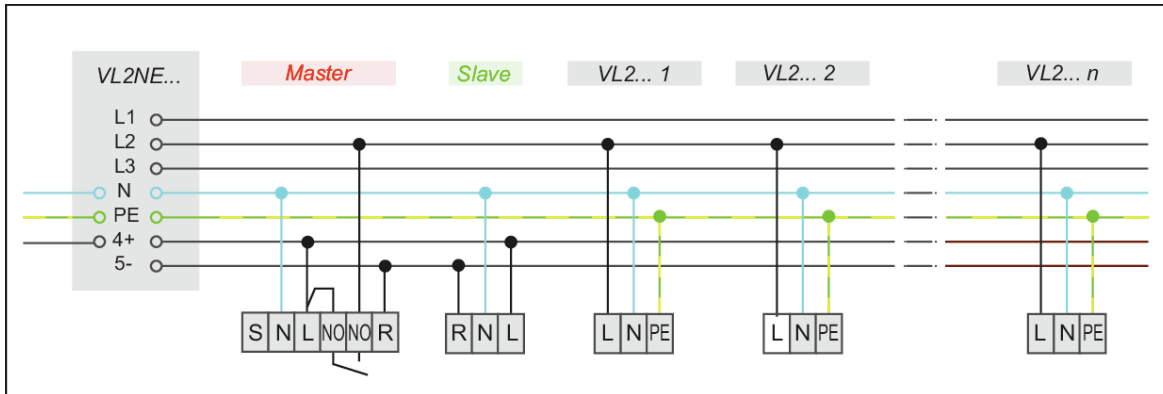 VL2NE... Master Slave VL2... 1 VL2... 2 VL2... n
L1
L2
L3
N
PE
4+
5-
S N L NO NO R R N L L N PE L N PE L N PE